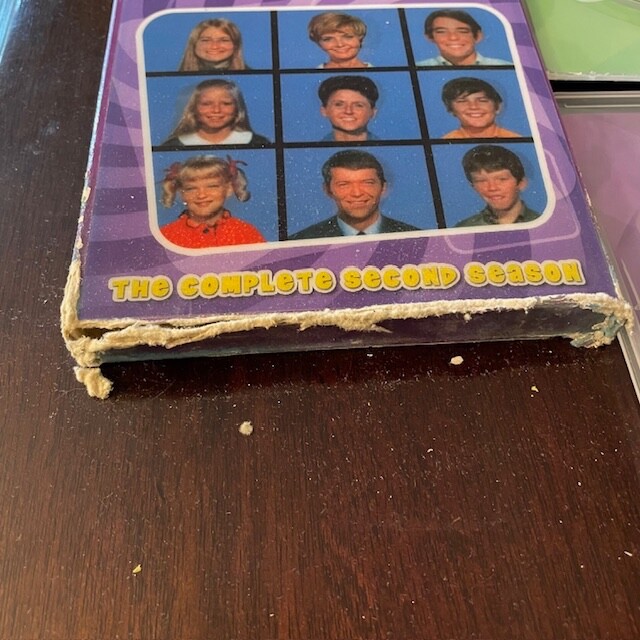 THE COMPLETE SECOND SEASON